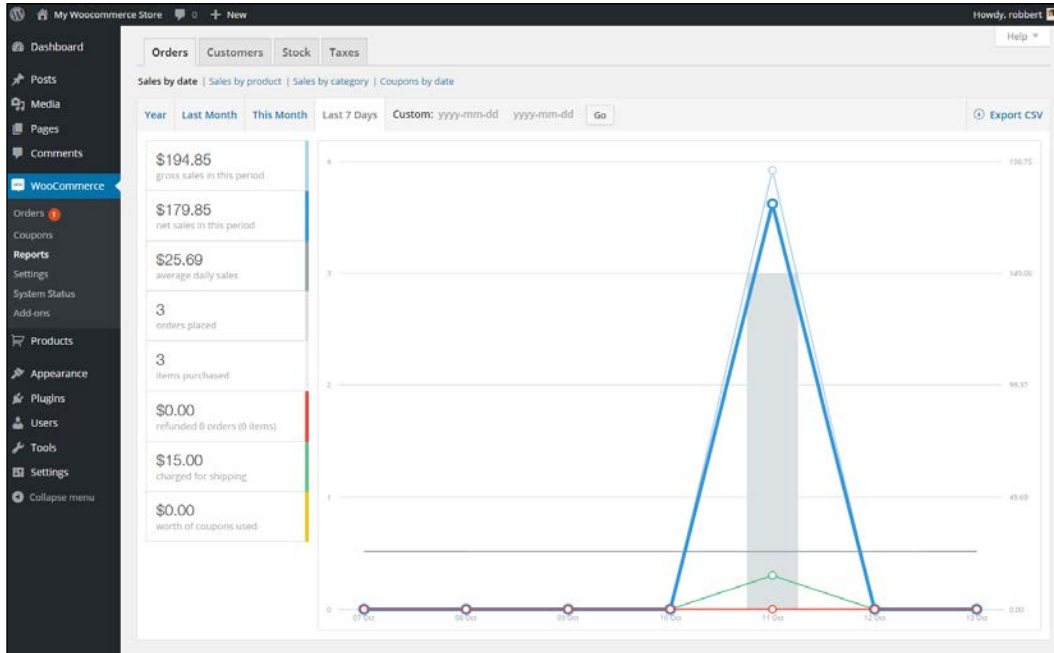 My Woocommerce Store 0 + New Howdy, robbert
Help
Dashboard
Posts
Media
Pages
Comments
WooCommerce
Orders 1
Coupons
Reports
Settings
System Status
Add-ons
Products
Appearance
Plugins
Users
Tools
Settings
Collapse menu
Orders Customers Stock Taxes
Sales by date | Sales by product | Sales by category | Coupons by date
Year Last Month This Month Last 7 Days Custom: yyyy-mm-dd yyyy-mm-dd Go Export CSV
$194.85
gross sales in this period
$179.85
net sales in this period
$25.69
average daily sales
3
orders placed
3
items purchased
$0.00
refunded 0 orders (0 items)
$15.00
charged for shipping
$0.00
worth of coupons used
4
3
2
1
0
149.06
99.37
49.69
0.00
07 Oct 08 Oct 09 Oct 10 Oct 11 Oct 12 Oct 13 Oct